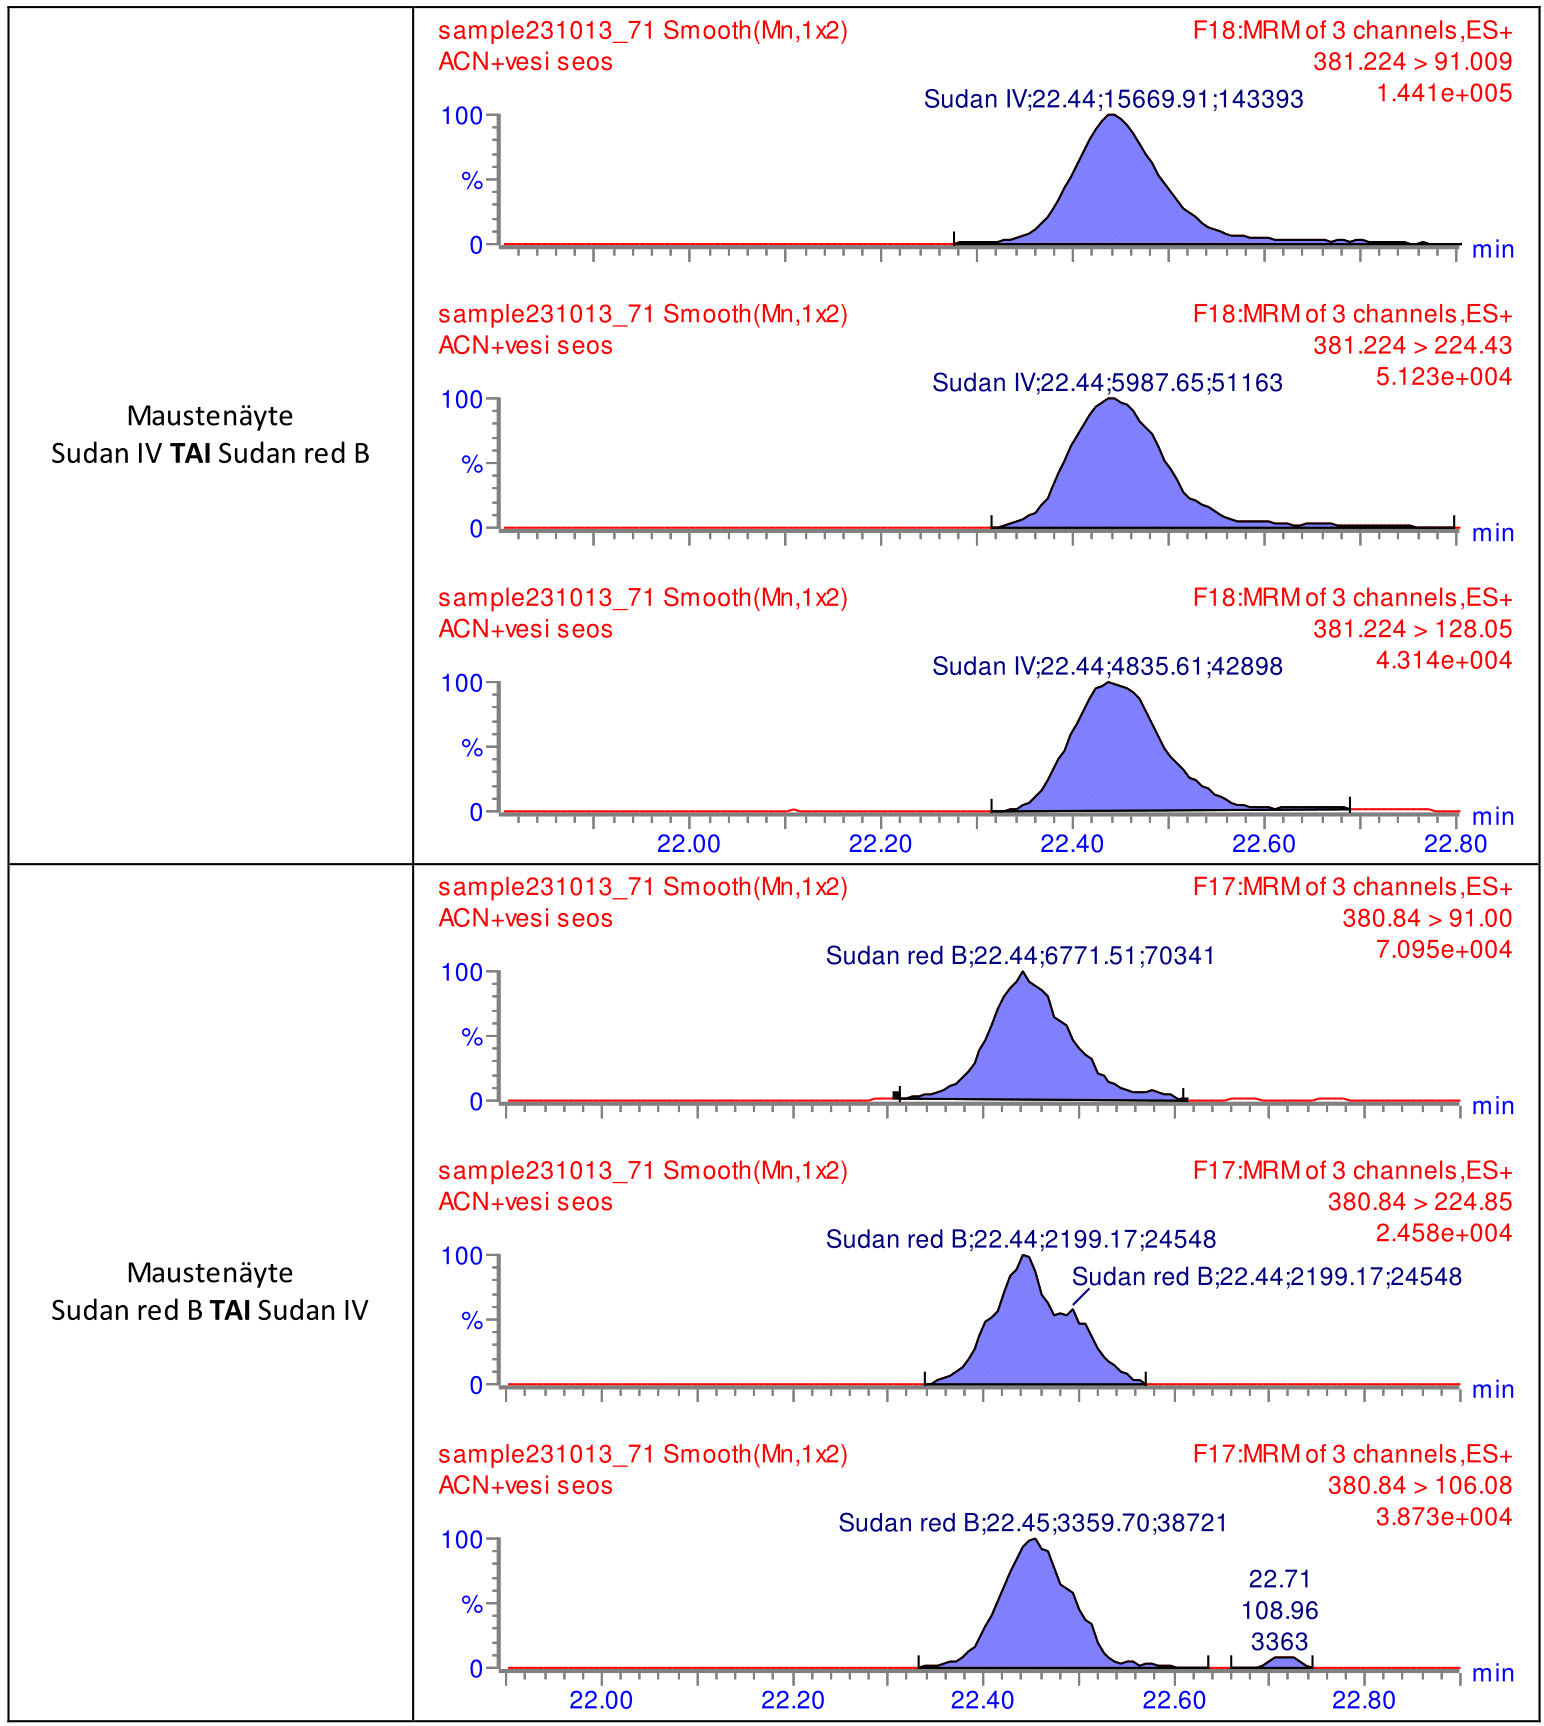 Maustenäyte
Sudan IV TAI Sudan red B
sample231013_71 Smooth(Mn,1x2)
F18:MRM of 3 channels,ES+
ACN+vesi seos
381.224 > 91.009
1.441e+005
Sudan IV;22.44;15669.91;143393
100
%
0
min
sample231013_71 Smooth(Mn,1x2)
F18:MRM of 3 channels,ES+
ACN+vesi seos
381.224 > 224.43
5.123e+004
Sudan IV;22.44;5987.65;51163
100
%
0
min
sample231013_71 Smooth(Mn,1x2)
F18:MRM of 3 channels,ES+
ACN+vesi seos
381.224 > 128.05
4.314e+004
Sudan IV;22.44;4835.61;42898
100
%
0
min
22.00 22.20 22.40 22.60 22.80
Maustenäyte
Sudan red B TAI Sudan IV
sample231013_71 Smooth(Mn,1x2)
F17:MRM of 3 channels,ES+
ACN+vesi seos
380.84 > 91.00
7.095e+004
Sudan red B;22.44;6771.51;70341
100
%
0
min
sample231013_71 Smooth(Mn,1x2)
F17:MRM of 3 channels,ES+
ACN+vesi seos
380.84 > 224.85
2.458e+004
Sudan red B;22.44;2199.17;24548
Sudan red B;22.44;2199.17;24548
100
%
0
min
sample231013_71 Smooth(Mn,1x2)
F17:MRM of 3 channels,ES+
ACN+vesi seos
380.84 > 106.08
3.873e+004
Sudan red B;22.45;3359.70;38721
100
%
0
22.71
108.96
3363
min
22.00 22.20 22.40 22.60 22.80